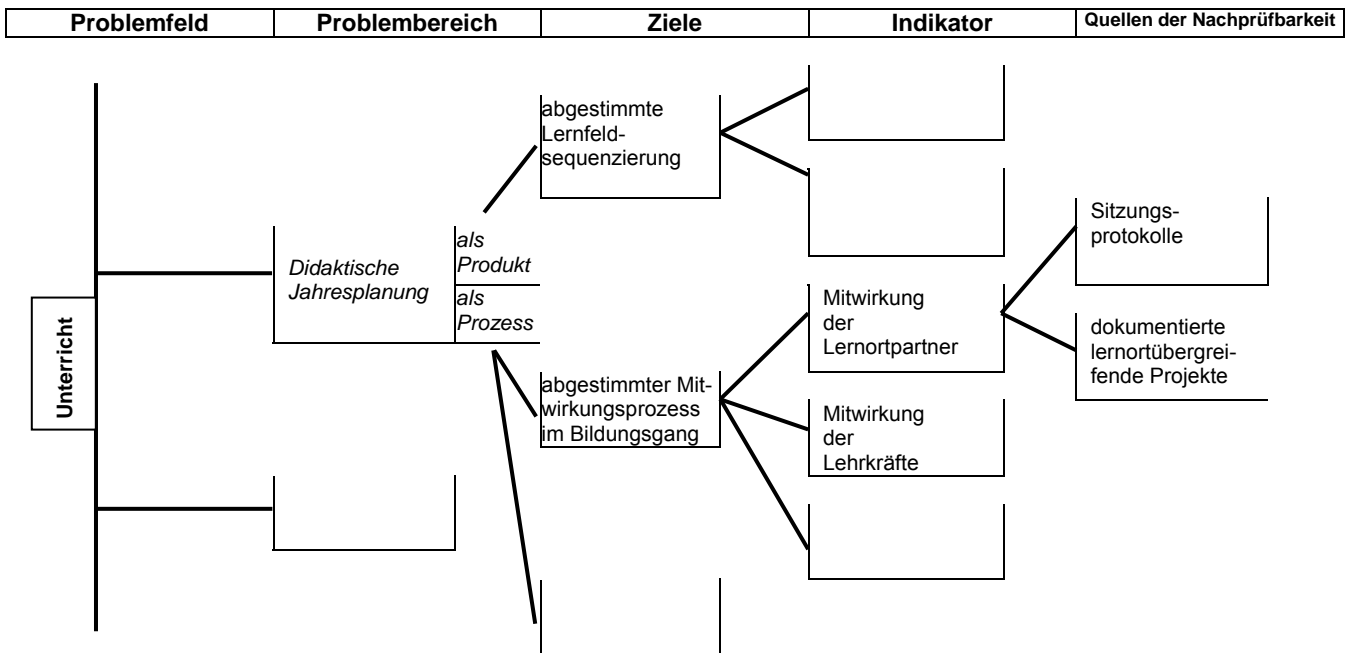 Problemfeld Problembereich Ziele Indikator Quellen der Nachprüfbarkeit
abgestimmte
Lernfeld-
sequenzierung
Sitzungs-
protokolle
als
Produkt
Didaktische
Jahresplanung
als
Prozess
Mitwirkung
der
Lernortpartner
dokumentierte
lernortübergrei-
fende Projekte
Unterricht
abgestimmter Mit-
wirkungsprozess
im Bildungsgang
Mitwirkung
der
Lehrkräfte